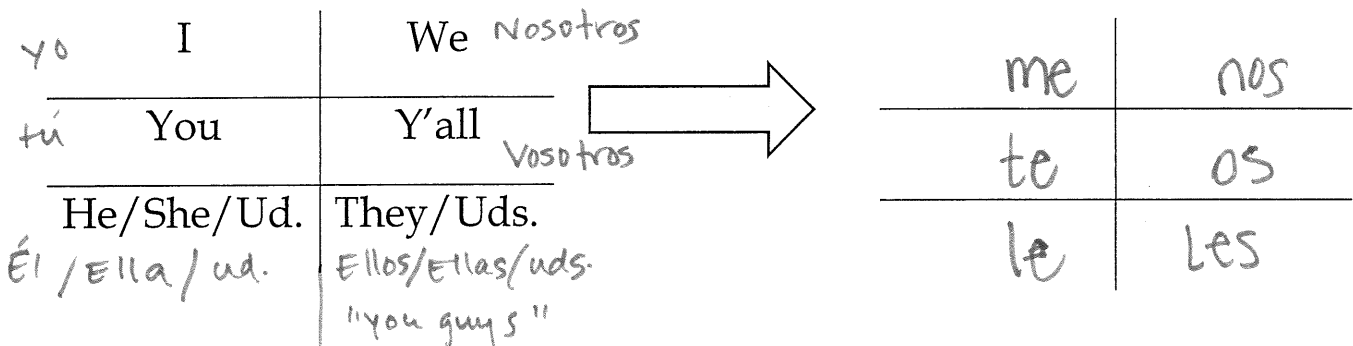 yo I We Nosotros
me nos
tú You Y'all Vosotros
te os
He/She/Ud. They/Uds.
Él/Ella/ud. Ellos/Ellas/uds.
"you guys"
le Les